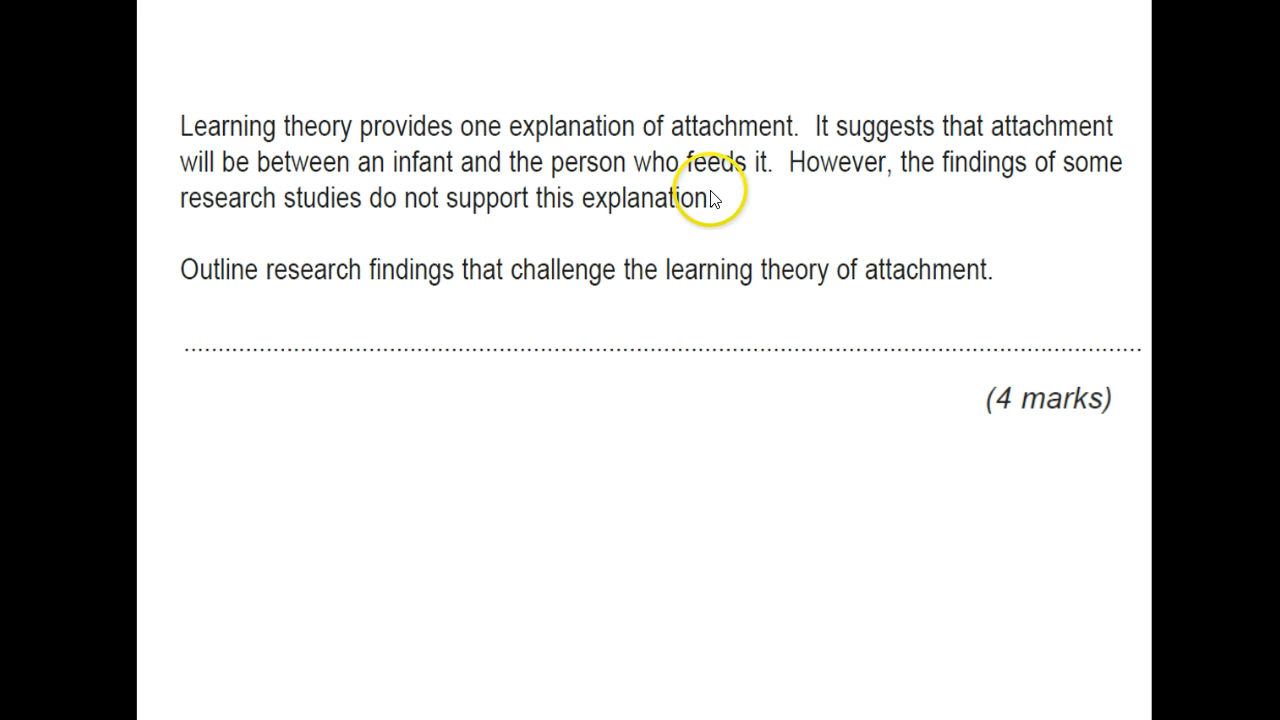 Learning theory provides one explanation of attachment.  It suggests that attachment
will be between an infant and the person who feeds it.  However, the findings of some
research studies do not support this explanation.
Outline research findings that challenge the learning theory of attachment.
................................................................................................................................................
(4 marks)